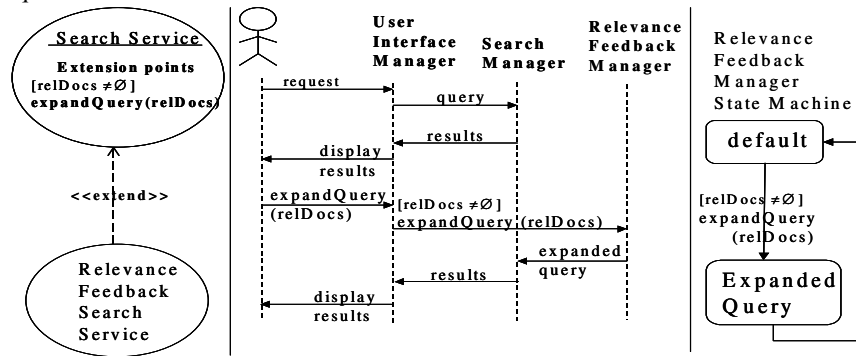 Search Service
Extension points
[relDocs ≠∅]
expandQuery(relDocs)
<<extend>>
Relevance
Feedback
Search
Service
User
Interface
Manager
Search
Manager
Relevance
Feedback
Manager
request
query
results
display
results
expandQuery
(relDocs)
[relDocs ≠∅]
expandQuery (relDocs)
expanded
query
results
display
results
Relevance
Feedback
Manager
State Machine
default
[relDocs ≠∅]
expandQuery
(relDocs)
Expanded
Query